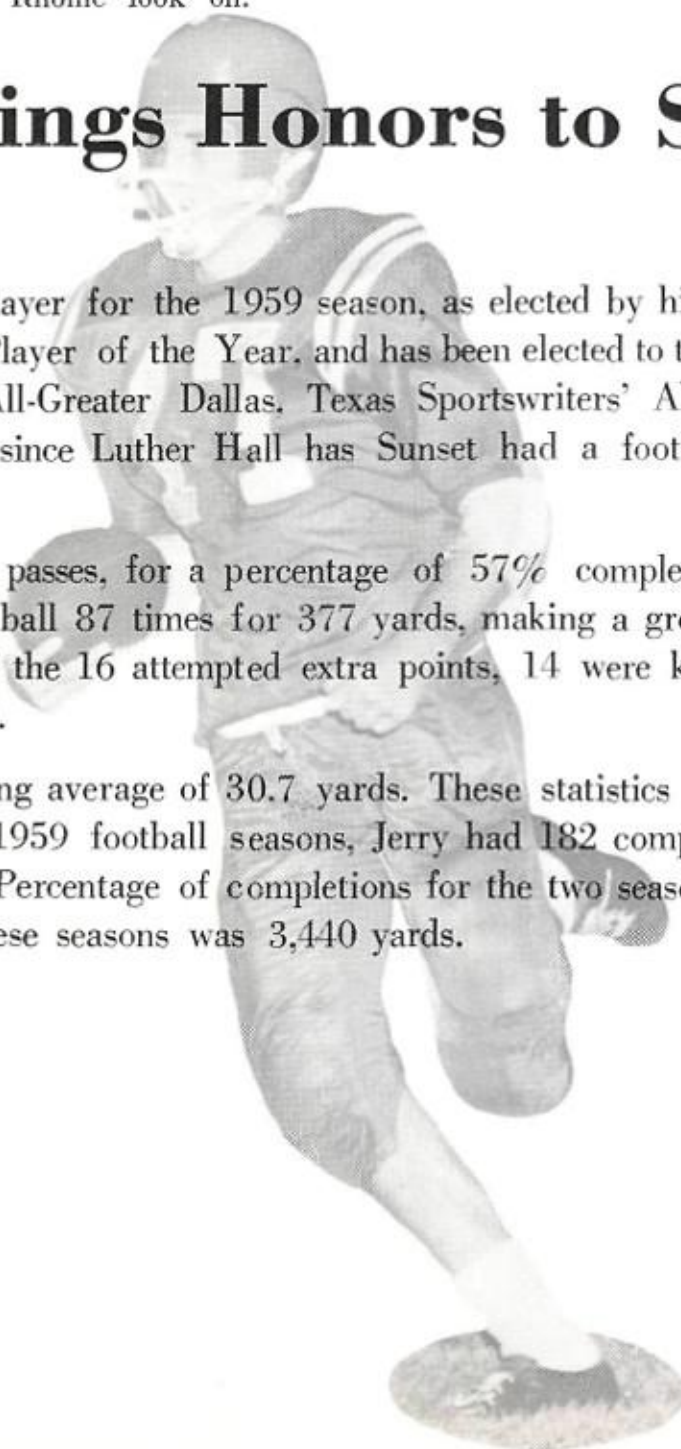 Rhome look on.
ings Honors to S
ayer for the 1959 season, as elected by hi
layer of the Year, and has been elected to t
ll-Greater Dallas, Texas Sportswriters' A
since Luther Hall has Sunset had a foot
passes, for a percentage of 57% comple
ball 87 times for 377 yards, making a gr
the 16 attempted extra points, 14 were k
.
ng average of 30.7 yards. These statistics
1959 football seasons, Jerry had 182 comp
Percentage of completions for the two seas
ese seasons was 3,440 yards.